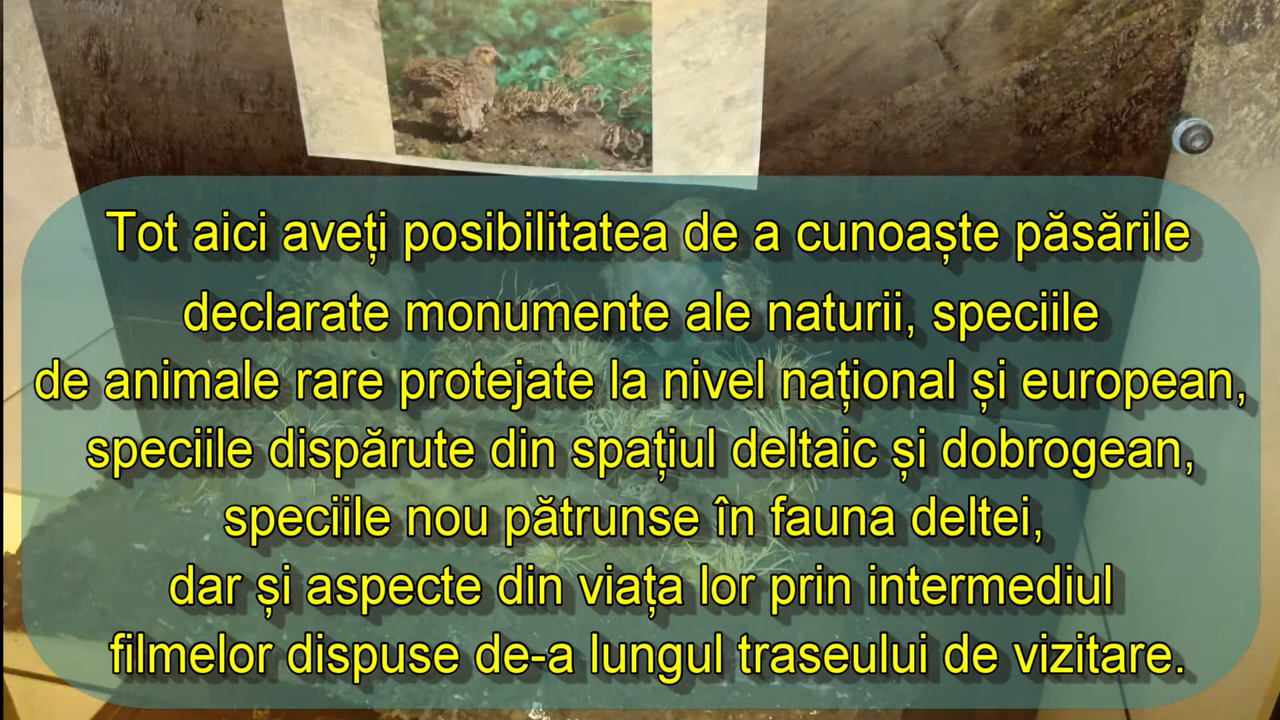 Tot aici aveți posibilitatea de a cunoaște păsările
declarate monumente ale naturii, speciile
de animale rare protejate la nivel național și european,
speciile dispărute din spațiul deltaic și dobrogean,
speciile nou pătrunse în fauna deltei,
dar și aspecte din viața lor prin intermediul
filmelor dispuse de-a lungul traseului de vizitare.